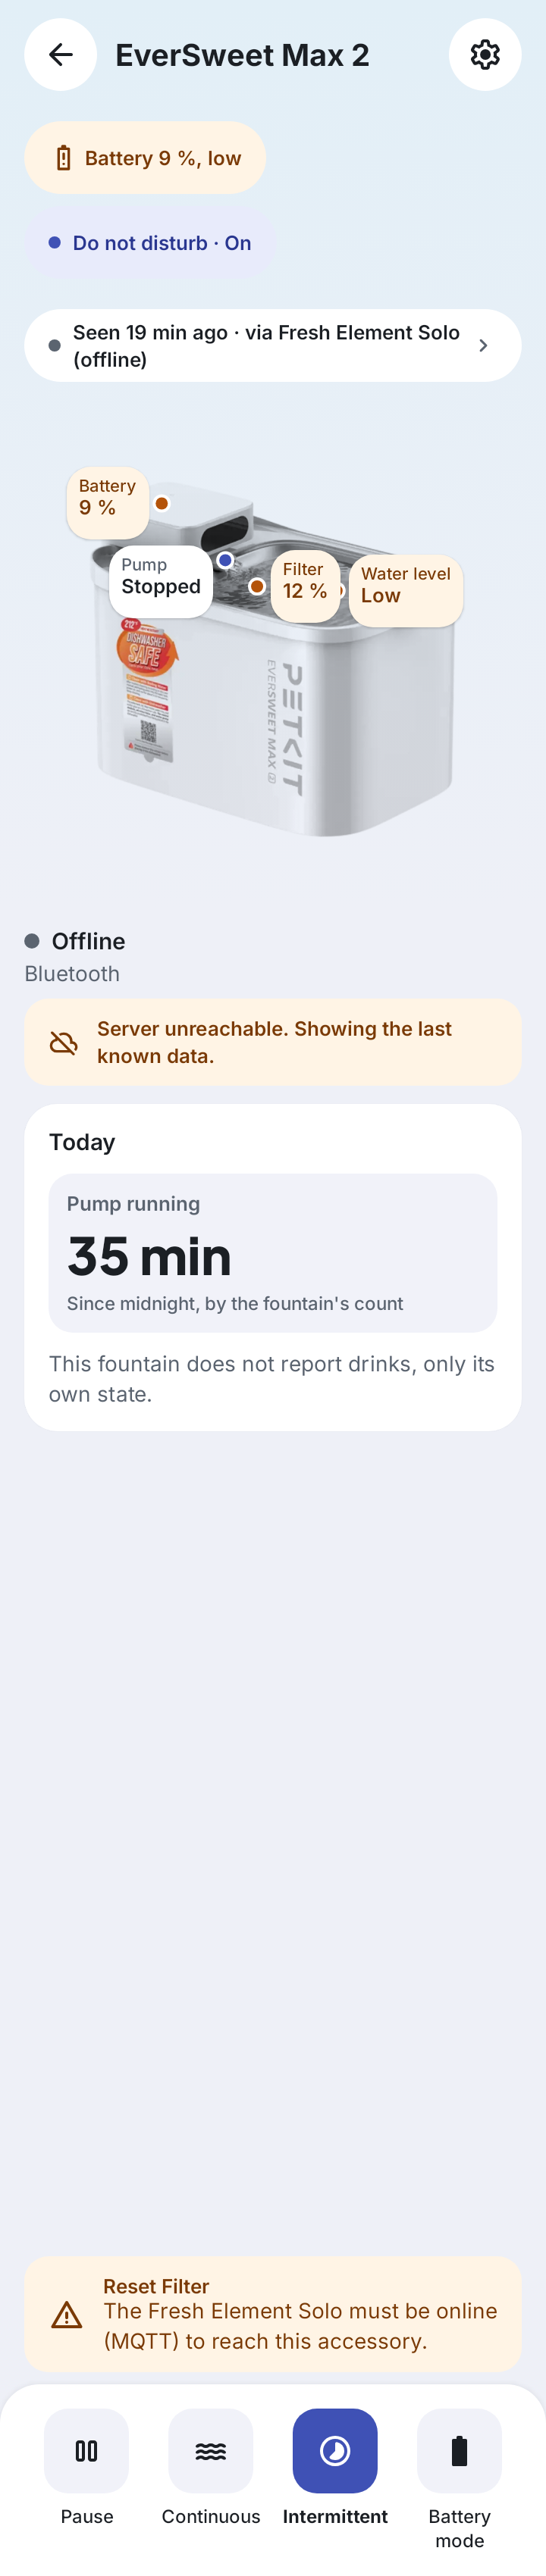 EverSweet Max 2
Battery 9 %, low
Do not disturb · On
Seen 19 min ago · via Fresh Element Solo
(offline)
Battery
9 %
Pump
Stopped
Filter
12 %
Water level
Low
212°
DISHWASHER
SAFE
PETKIT
EVERSWEET MAX 2
Offline
Bluetooth
Server unreachable. Showing the last
known data.
Today
Pump running
35 min
Since midnight, by the fountain's count
This fountain does not report drinks, only its
own state.
Reset Filter
The Fresh Element Solo must be online
(MQTT) to reach this accessory.
Pause
Continuous
Intermittent
Battery
mode